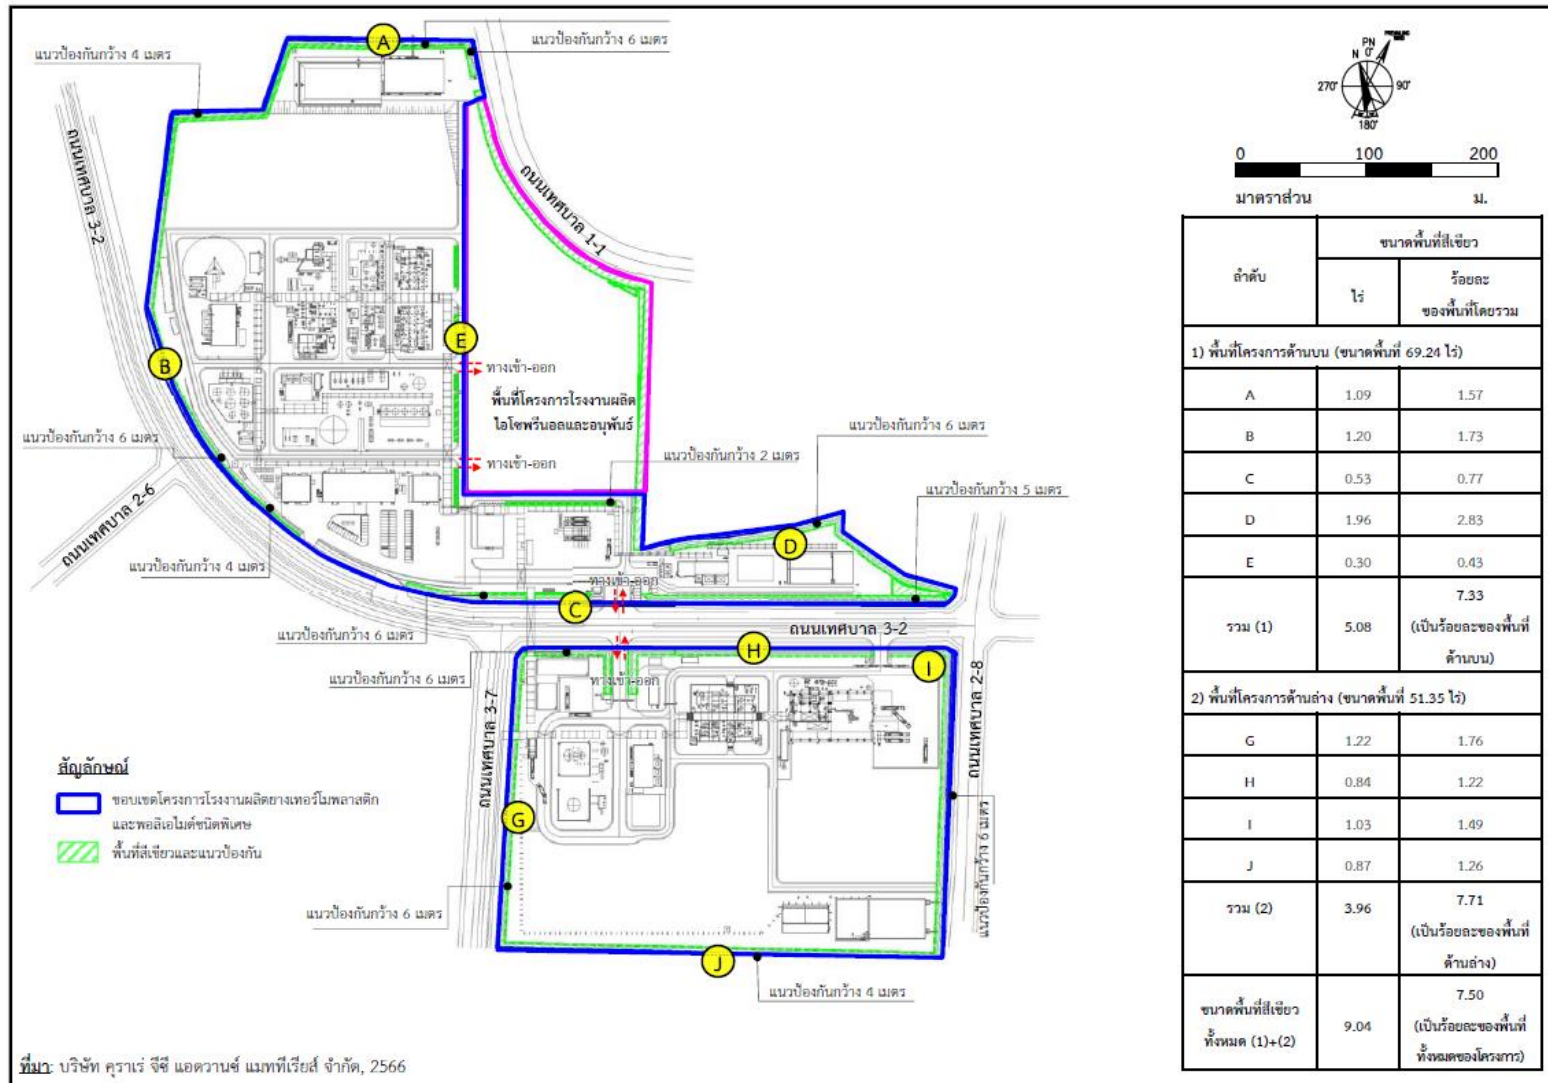 A
แนวป้องกันกว้าง 6 เมตร
แนวป้องกันกว้าง 4 เมตร
ถนนเทศบาล 3-2
ถนนเทศบาล 1-1
B
E
ทางเข้า-ออก
พื้นที่โครงการโรงงานผลิต
ไอโซพรีนอลและอนุพันธ์
ทางเข้า-ออก
แนวป้องกันกว้าง 6 เมตร
แนวป้องกันกว้าง 6 เมตร
แนวป้องกันกว้าง 2 เมตร
แนวป้องกันกว้าง 5 เมตร
ถนนเทศบาล 2-6
D
แนวป้องกันกว้าง 4 เมตร
ทางเข้า-ออก
C
แนวป้องกันกว้าง 6 เมตร
ถนนเทศบาล 3-2
H
I
แนวป้องกันกว้าง 6 เมตร
ทางเข้า-ออก
ถนนเทศบาล 3-7
ถนนเทศบาล 2-8
G
แนวป้องกันกว้าง 6 เมตร
แนวป้องกันกว้าง 6 เมตร
J
แนวป้องกันกว้าง 4 เมตร
สัญลักษณ์
ขอบเขตโครงการโรงงานผลิตยางเทอร์โมพลาสติก
และพอลิเอไมด์ชนิดพิเศษ
พื้นที่สีเขียวและแนวป้องกัน
ที่มา: บริษัท คุราเร่ จีซี แอดวานซ์ แมททีเรียส์ จำกัด, 2566
PN
N 0°
270° 90°
180°
0 100 200
มาตราส่วน ม.
ลำดับ
ขนาดพื้นที่สีเขียว
ไร่
ร้อยละ
ของพื้นที่โดยรวม
1) พื้นที่โครงการด้านบน (ขนาดพื้นที่ 69.24 ไร่)
A 1.09 1.57
B 1.20 1.73
C 0.53 0.77
D 1.96 2.83
E 0.30 0.43
รวม (1) 5.08 7.33
(เป็นร้อยละของพื้นที่
ด้านบน)
2) พื้นที่โครงการด้านล่าง (ขนาดพื้นที่ 51.35 ไร่)
G 1.22 1.76
H 0.84 1.22
I 1.03 1.49
J 0.87 1.26
รวม (2) 3.96 7.71
(เป็นร้อยละของพื้นที่
ด้านล่าง)
ขนาดพื้นที่สีเขียว
ทั้งหมด (1)+(2)
9.04
7.50
(เป็นร้อยละของพื้นที่
ทั้งหมดของโครงการ)